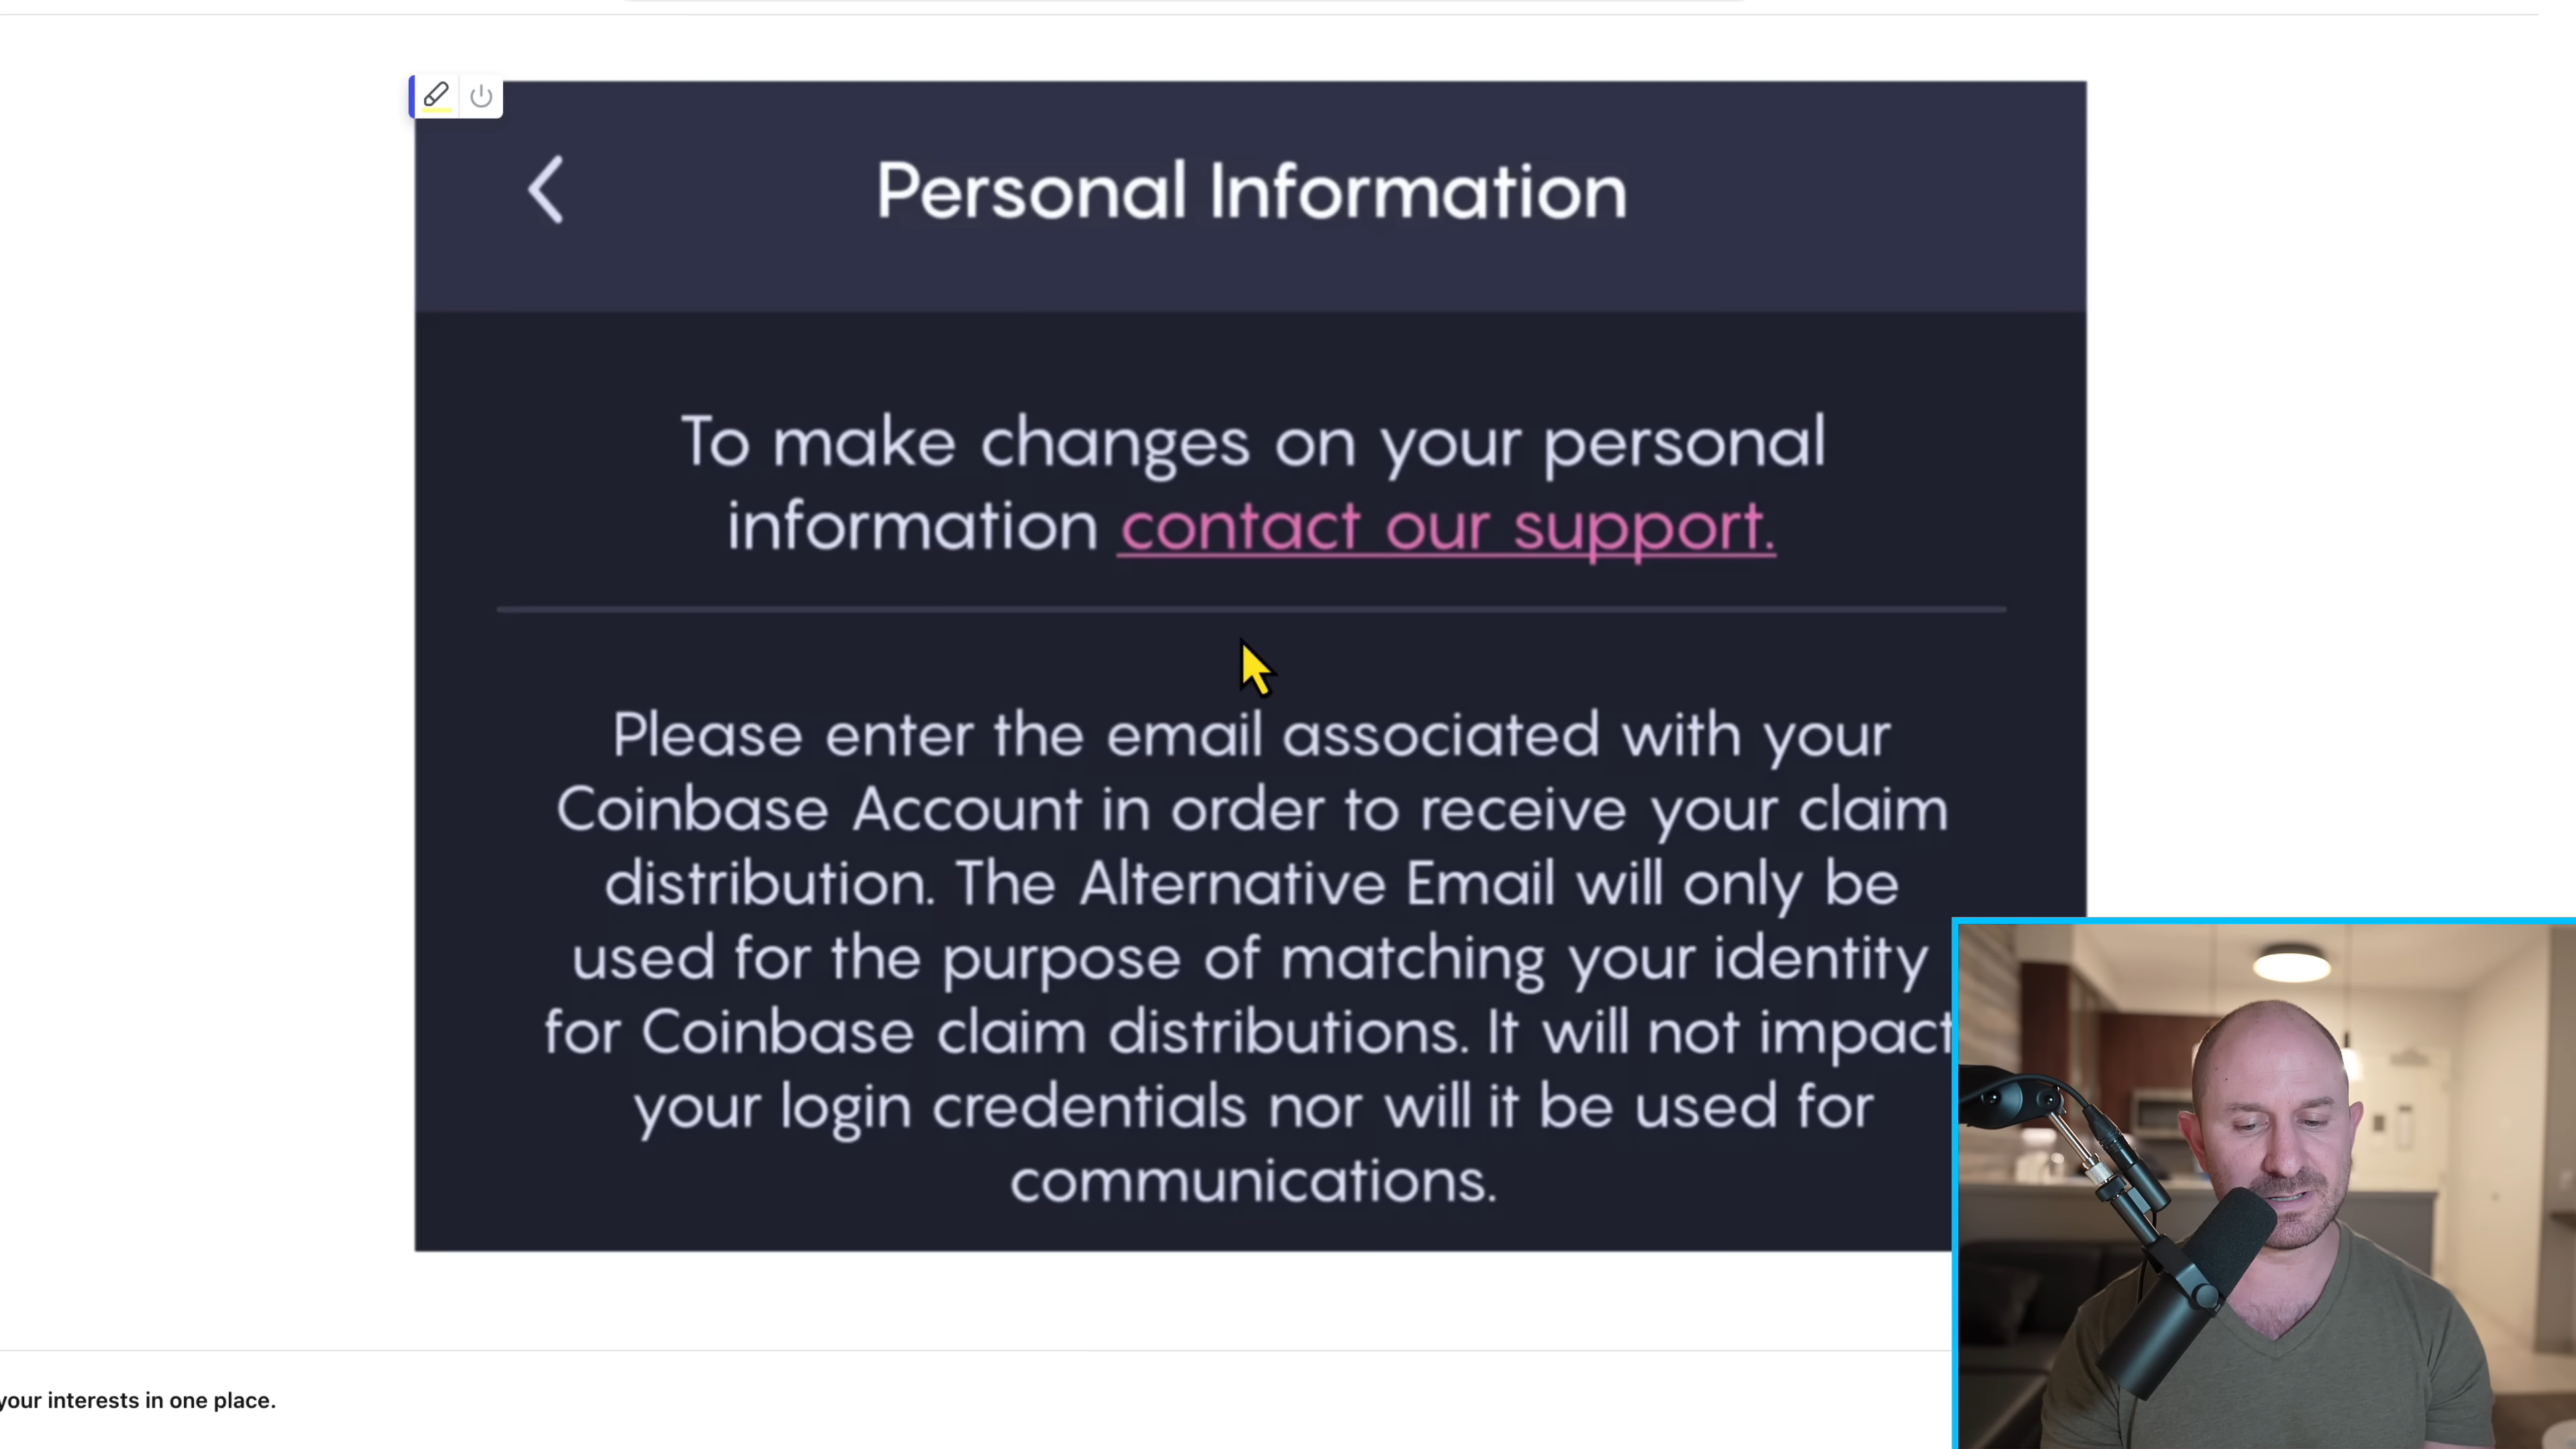 Personal Information
To make changes on your personal
information contact our support.
Please enter the email associated with your
Coinbase Account in order to receive your claim
distribution. The Alternative Email will only be
used for the purpose of matching your identity
for Coinbase claim distributions. It will not impact
your login credentials nor will it be used for
communications.
your interests in one place.